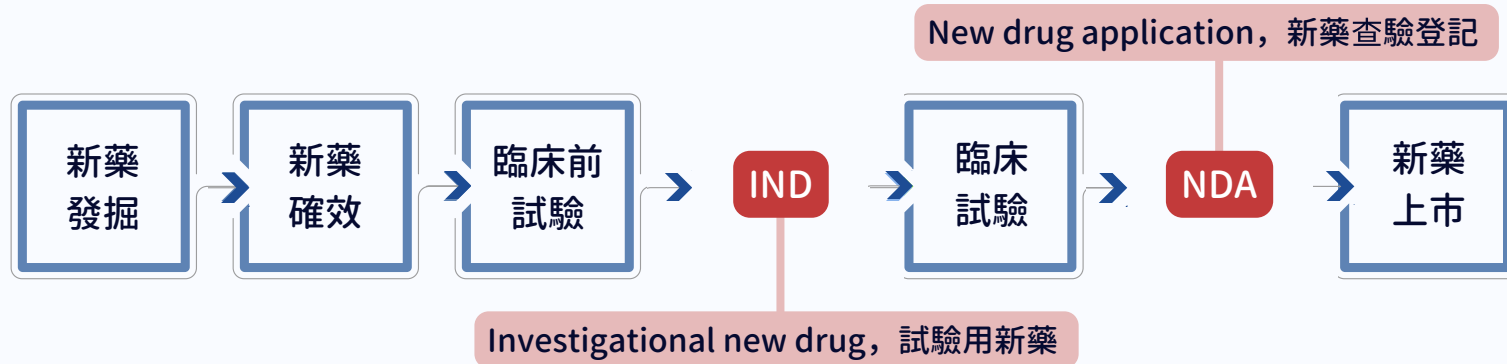 New drug application，新藥查驗登記
新藥
發掘
新藥
確效
臨床前
試驗
IND
臨床
試驗
NDA
新藥
上市
Investigational new drug，試驗用新藥